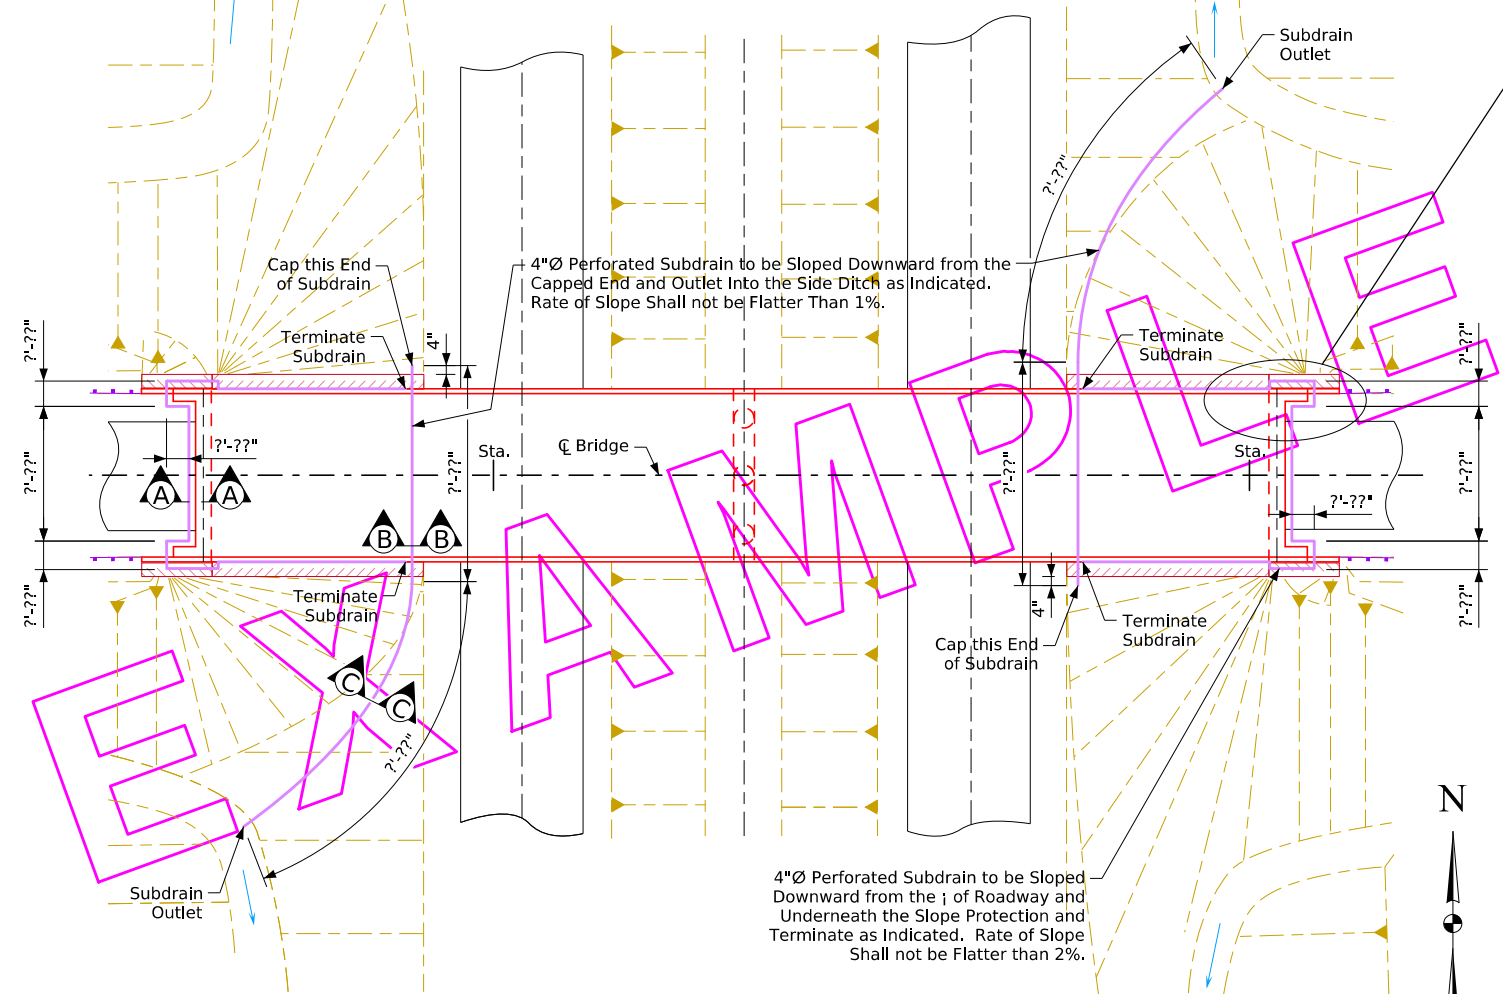 Subdrain
Outlet
?'-??"
4"Ø Perforated Subdrain to be Sloped Downward from the
Capped End and Outlet Into the Side Ditch as Indicated.
Rate of Slope Shall not be Flatter Than 1%.
Cap this End
of Subdrain
Terminate
Subdrain
4"
Terminate
Subdrain
?'-??"
?'-??"
?'-??"
?'-??"
?'-??"
℄ Bridge
Sta.
Sta.
?'-??"
?'-??"
?'-??"
?'-??"
A
A
B
B
?'-??"
?'-??"
Terminate
Subdrain
4"
Terminate
Subdrain
Cap this End
of Subdrain
C
C
?'-??"
EXAMPLE
N
Subdrain
Outlet
4"Ø Perforated Subdrain to be Sloped
Downward from the ¡ of Roadway and
Underneath the Slope Protection and
Terminate as Indicated.  Rate of Slope
Shall not be Flatter than 2%.